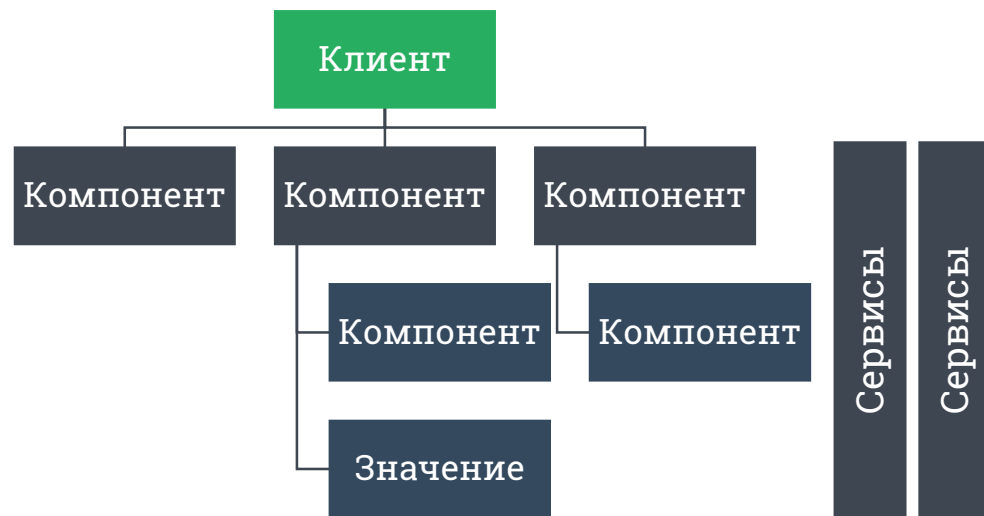 Клиент
Компонент
Компонент
Компонент
Компонент
Компонент
Значение
Сервисы
Сервисы